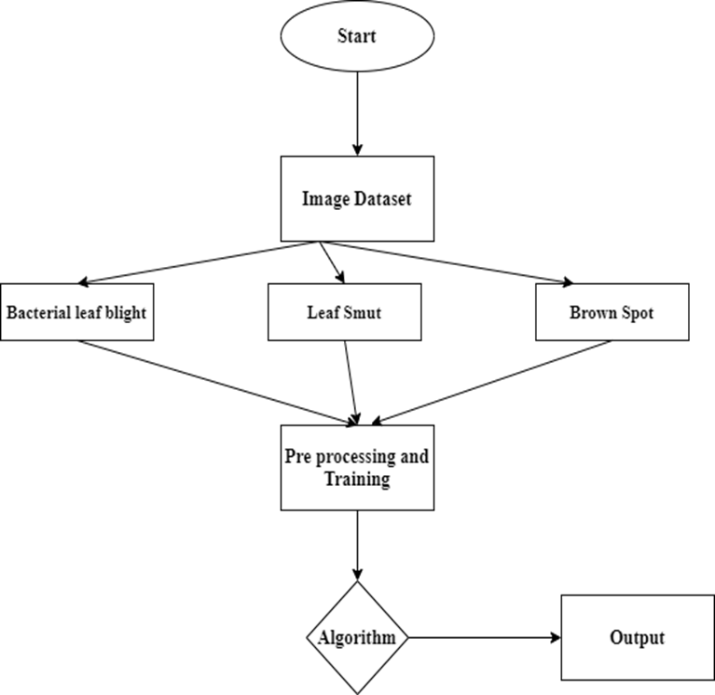 Start
Image Dataset
Bacterial leaf blight
Leaf Smut
Brown Spot
Pre processing and
Training
Algorithm
Output